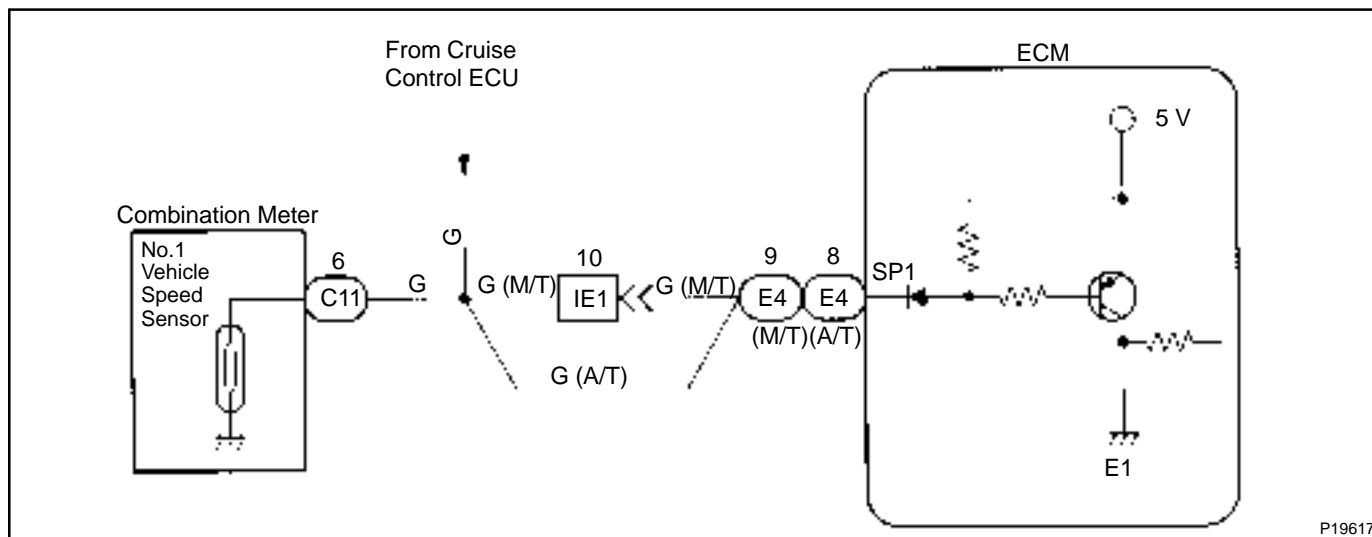 From Cruise
Control ECU
ECM
5 V
Combination Meter
No.1
Vehicle
Speed
Sensor
6
C11
G
G
G (M/T)
10
IE1
G (M/T)
9
8
E4
E4
(M/T)(A/T)
SP1
G (A/T)
E1
P19617